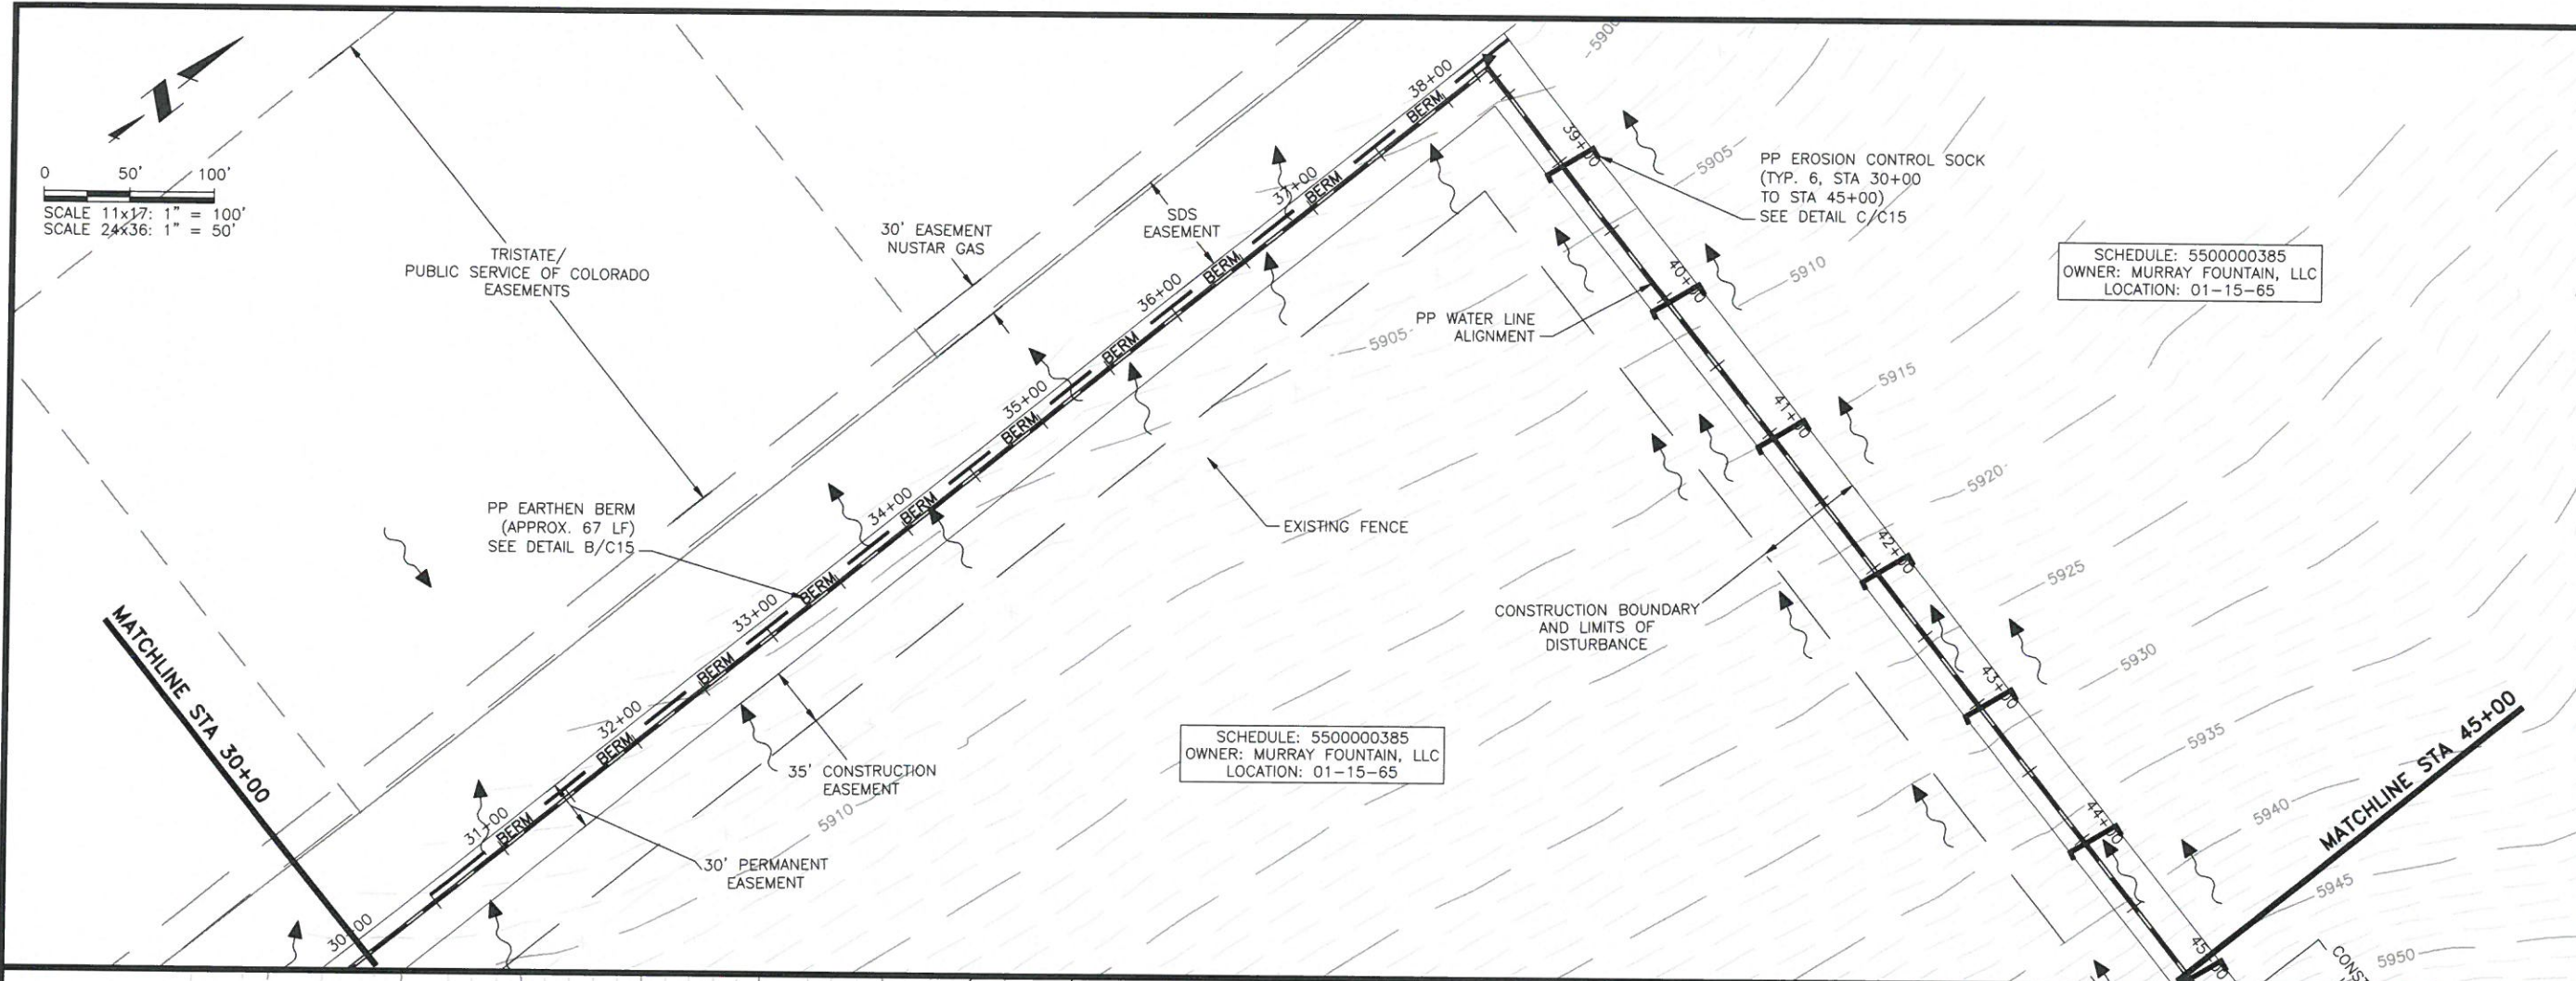 0 50' 100'
SCALE 11x17: 1" = 100'
SCALE 24x36: 1" = 50'
TRISTATE/
PUBLIC SERVICE OF COLORADO
EASEMENTS
30' EASEMENT
NUSTAR GAS
SDS
EASEMENT
PP EROSION CONTROL SOCK
(TYP. 6, STA 30+00
TO STA 45+00)
SEE DETAIL C/C15
SCHEDULE: 5500000385
OWNER: MURRAY FOUNTAIN, LLC
LOCATION: 01-15-65
PP WATER LINE
ALIGNMENT
PP EARTHEN BERM
(APPROX. 67 LF)
SEE DETAIL B/C15
EXISTING FENCE
CONSTRUCTION BOUNDARY
AND LIMITS OF
DISTURBANCE
SCHEDULE: 5500000385
OWNER: MURRAY FOUNTAIN, LLC
LOCATION: 01-15-65
35' CONSTRUCTION
EASEMENT
30' PERMANENT
EASEMENT
MATCHLINE STA 30+00
MATCHLINE STA 45+00
30+00
31+00
32+00
33+00
34+00
35+00
36+00
37+00
38+00
39+00
40+00
41+00
42+00
43+00
44+00
45+00
BERM
BERM
BERM
BERM
BERM
BERM
BERM
BERM
BERM
BERM
5900
5905
5910
5915
5920
5925
5930
5935
5940
5945
5950
5905
5910
CONST